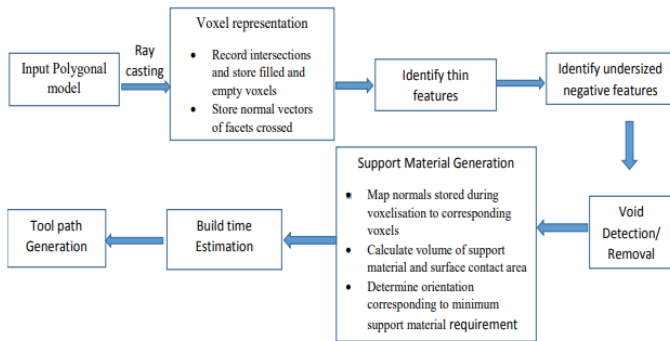 Input Polygonal
model
Ray
casting
Voxel representation
• Record intersections
and store filled and
empty voxels
• Store normal vectors
of facets crossed
Identify thin
features
Identify undersized
negative features
Void
Detection/
Removal
Support Material Generation
• Map normals stored during
voxelisation to corresponding
voxels
• Calculate volume of support
material and surface contact area
• Determine orientation
corresponding to minimum
support material requirement
Build time
Estimation
Tool path
Generation